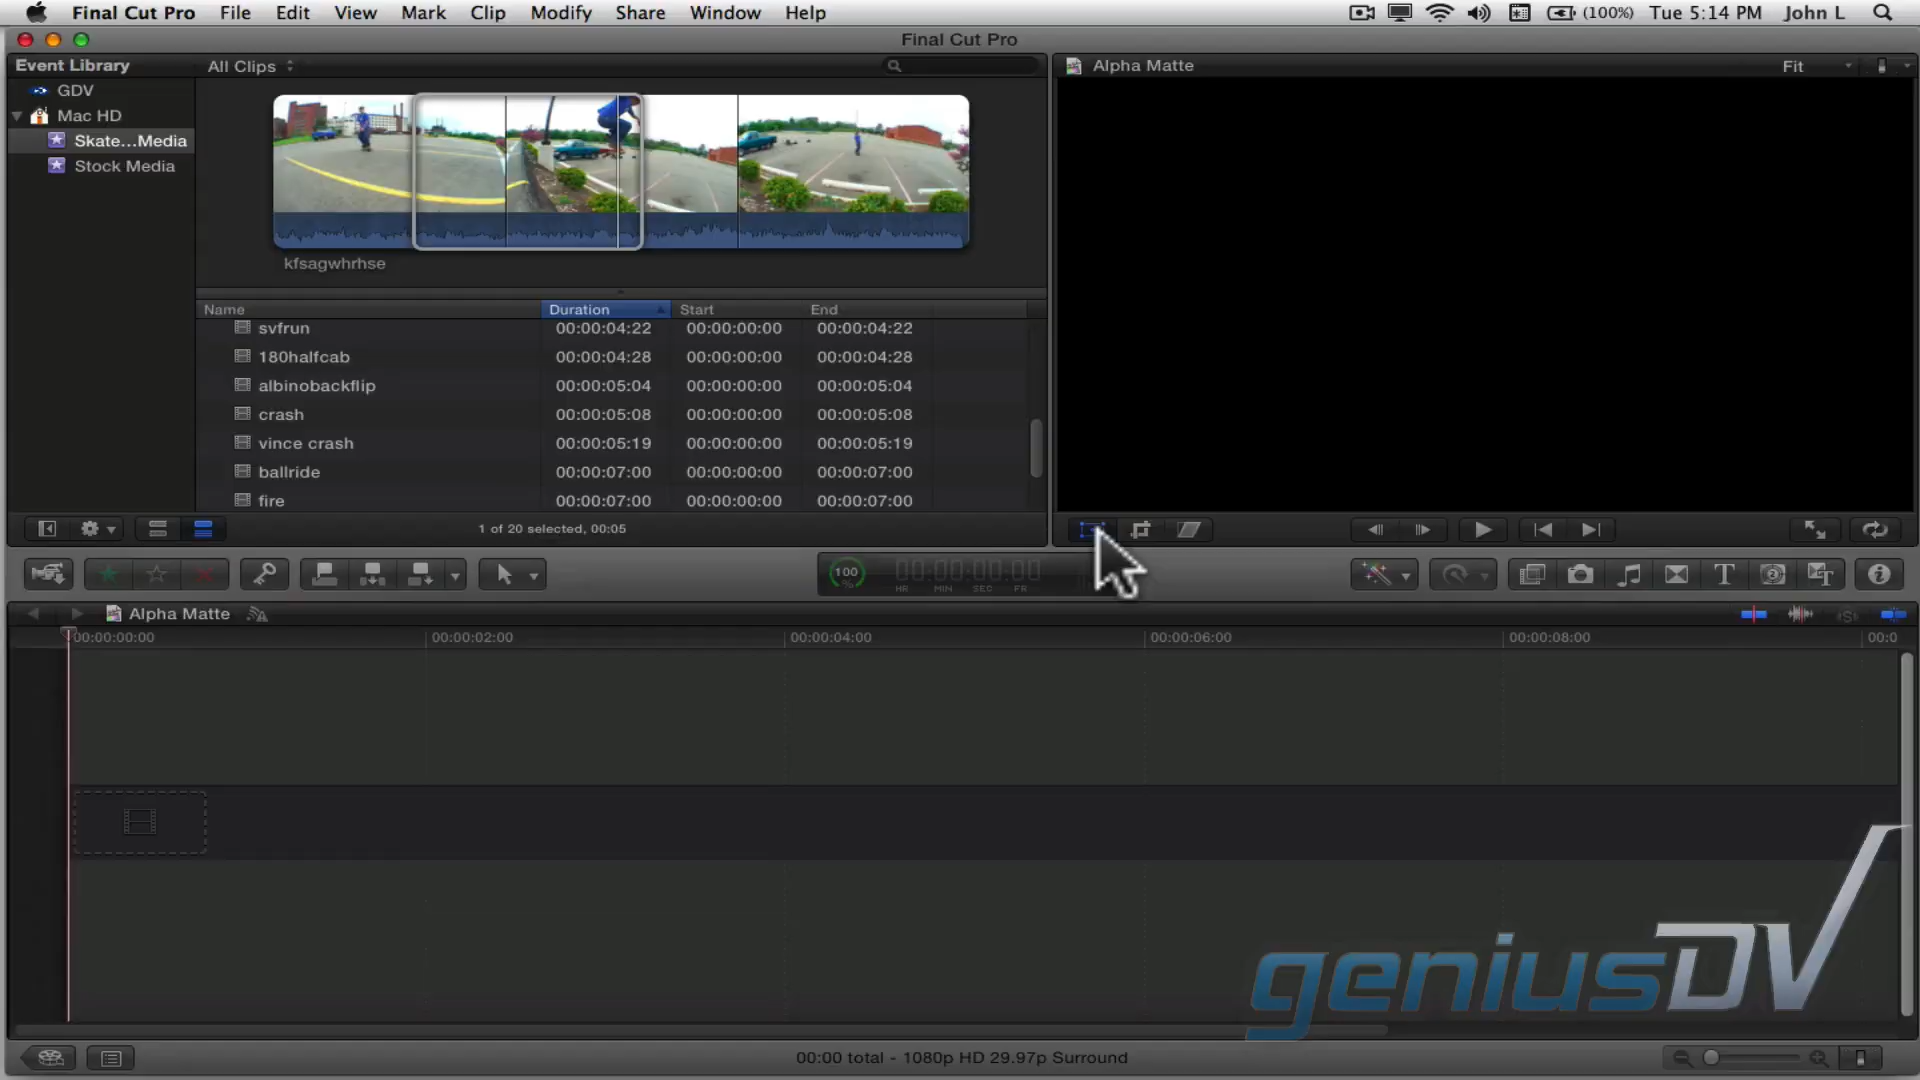 Final Cut Pro File Edit View Mark Clip Modify Share Window Help (100%) Tue 5:14 PM John L
Final Cut Pro
Event Library
All Clips
Alpha Matte
Fit
GDV
Mac HD
Skate...Media
Stock Media
kfsagwhrhse
Name Duration Start End
svfrun 00:00:04:22 00:00:00:00 00:00:04:22
180halfcab 00:00:04:28 00:00:00:00 00:00:04:28
albinobackflip 00:00:05:04 00:00:00:00 00:00:05:04
crash 00:00:05:08 00:00:00:00 00:00:05:08
vince crash 00:00:05:19 00:00:00:00 00:00:05:19
ballride 00:00:07:00 00:00:00:00 00:00:07:00
fire 00:00:07:00 00:00:00:00 00:00:07:00
1 of 20 selected, 00:05
100 00:00:00:00
% HR MIN SEC FR
Alpha Matte
00:00:00:00 00:00:02:00 00:00:04:00 00:00:06:00 00:00:08:00 00:0
geniusDV
00:00 total - 1080p HD 29.97p Surround